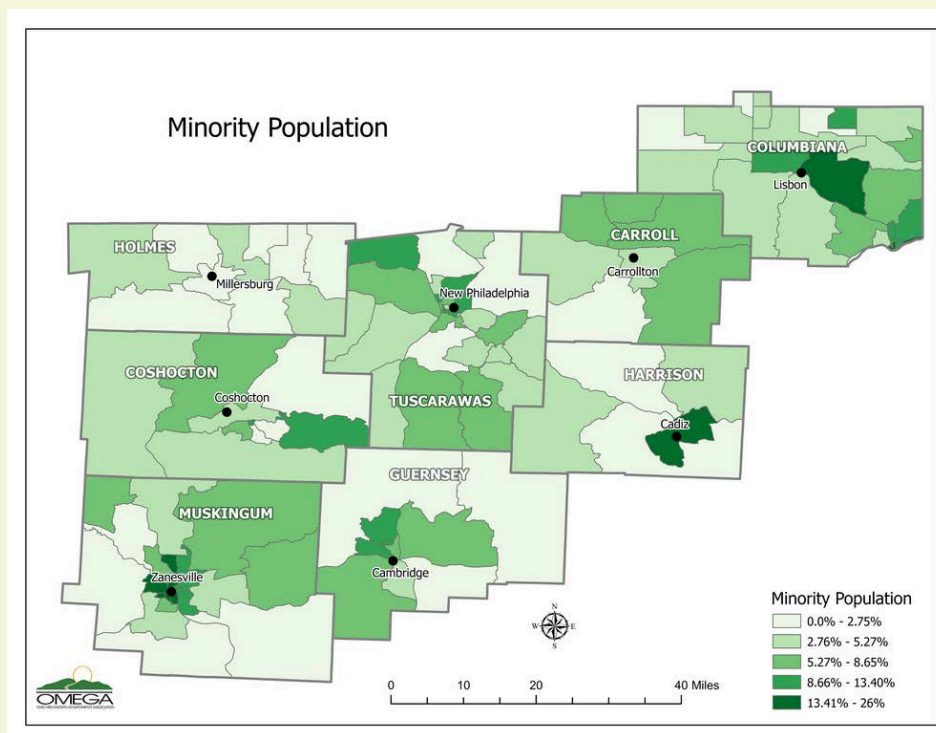 Minority Population
COLUMBIANA
Lisbon
CARROLL
Carrollton
HOLMES
Millersburg
New Philadelphia
COSHOCTON
Coshocton
TUSCARAWAS
HARRISON
Cadiz
GUERNSEY
MUSKINGUM
Zanesville
Cambridge
N
W E
S
Minority Population
0.0% - 2.75%
2.76% - 5.27%
5.27% - 8.65%
8.66% - 13.40%
13.41% - 26%
0 10 20 40 Miles
OMEGA